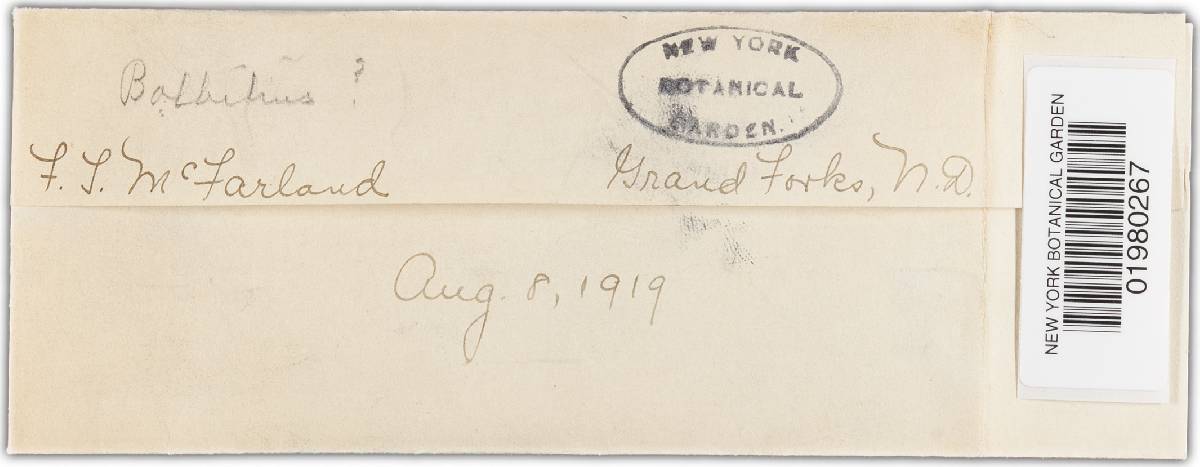 Bolbitius ?
NEW YORK
BOTANICAL
GARDEN.
F. T. McFarland
Grand Forks, N.D.
Aug. 8, 1919
NEW YORK BOTANICAL GARDEN
01980267